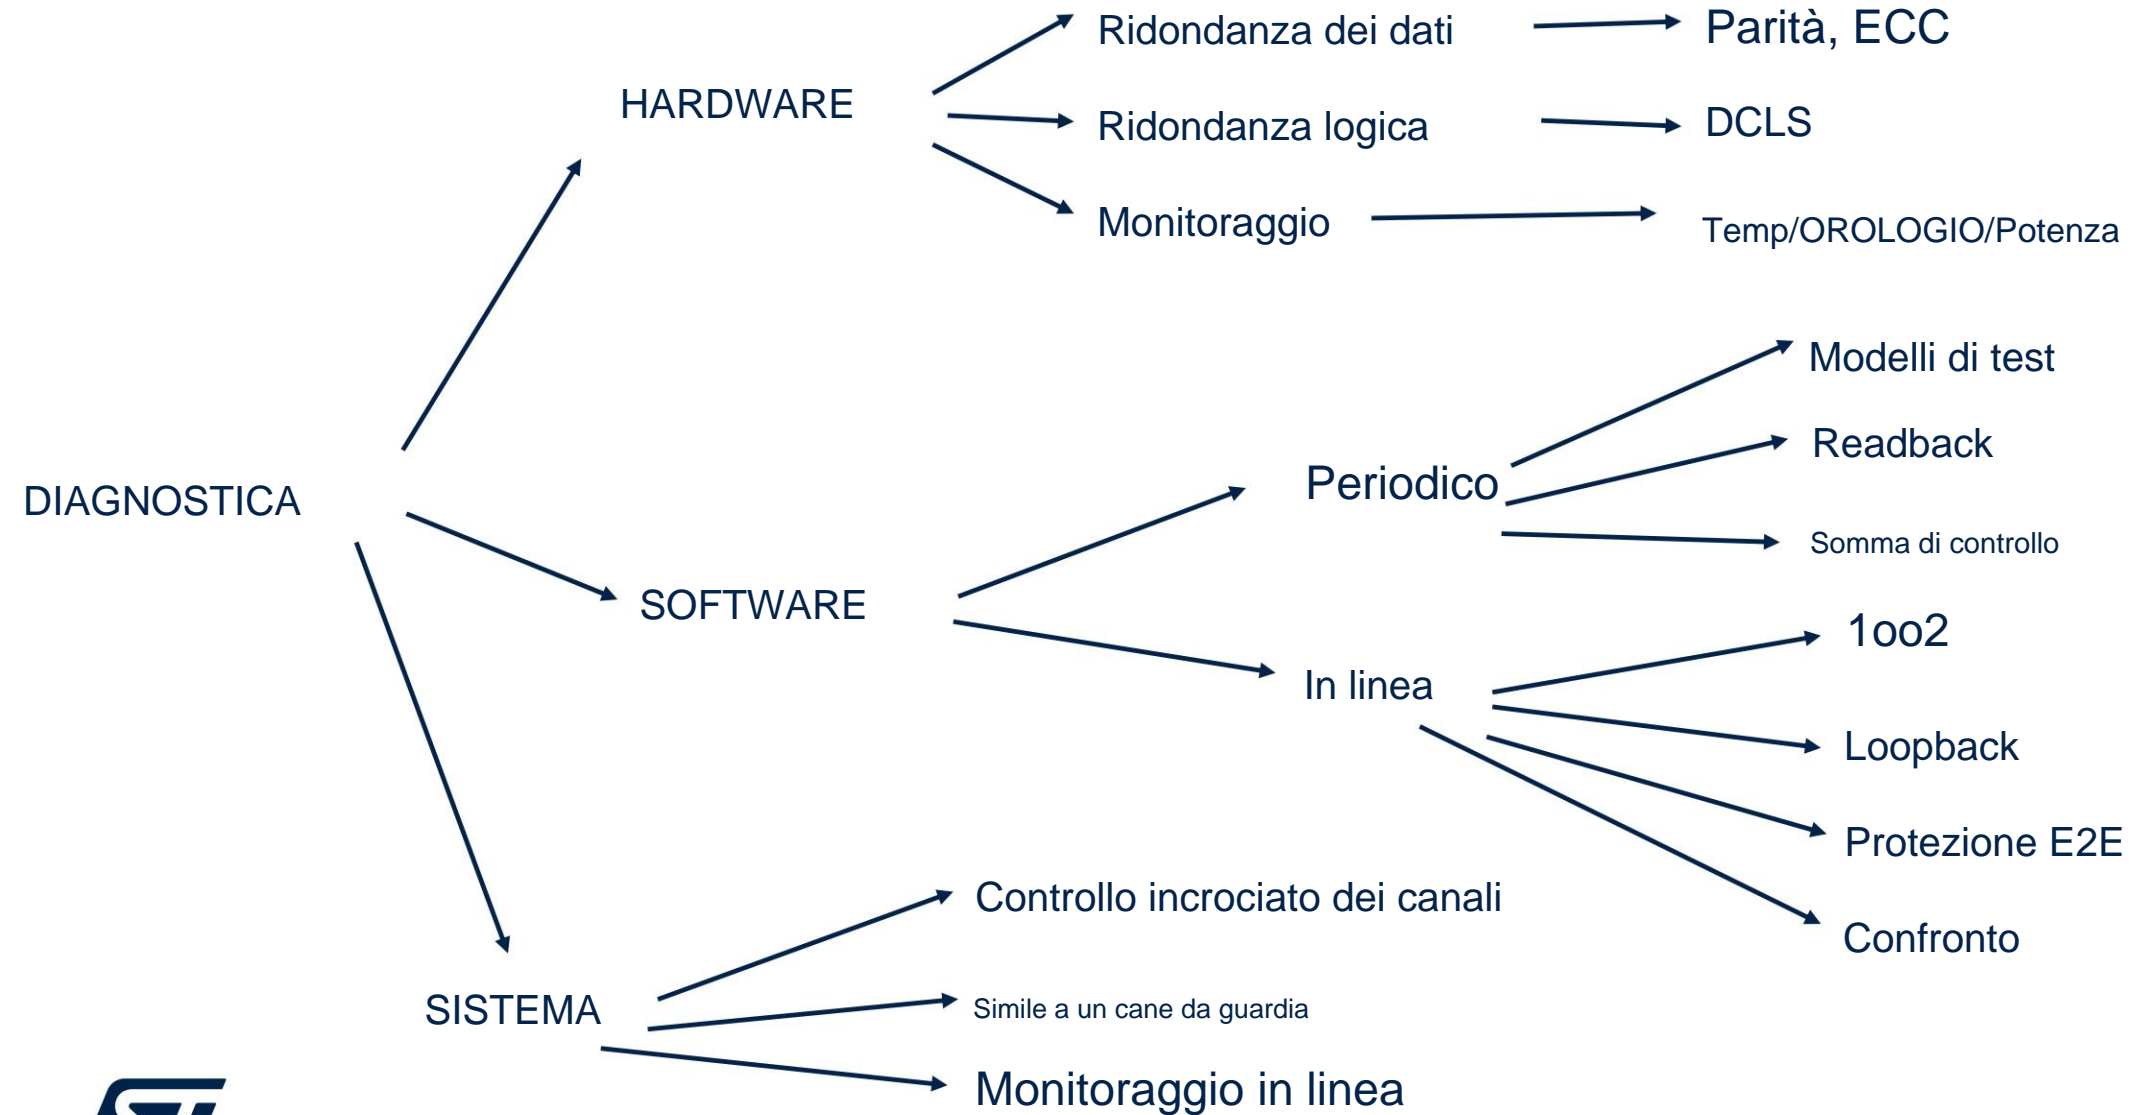 Ridondanza dei dati
Parità, ECC
HARDWARE
Ridondanza logica
DCLS
Monitoraggio
Temp/OROLOGIO/Potenza
Modelli di test
Readback
Periodico
DIAGNOSTICA
Somma di controllo
SOFTWARE
1oo2
In linea
Loopback
Protezione E2E
Controllo incrociato dei canali
Confronto
SISTEMA
Simile a un cane da guardia
Monitoraggio in linea